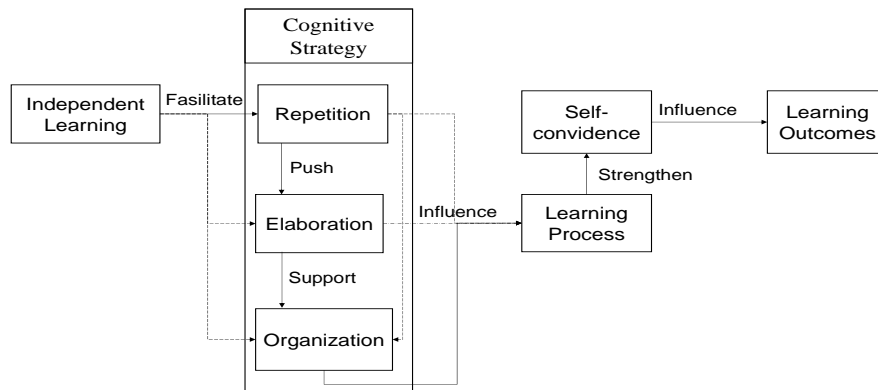 Cognitive
Strategy
Independent
Learning
Fasilitate
Repetition
Push
Elaboration
Support
Organization
Influence
Self-
convidence
Influence
Learning
Outcomes
Strengthen
Learning
Process